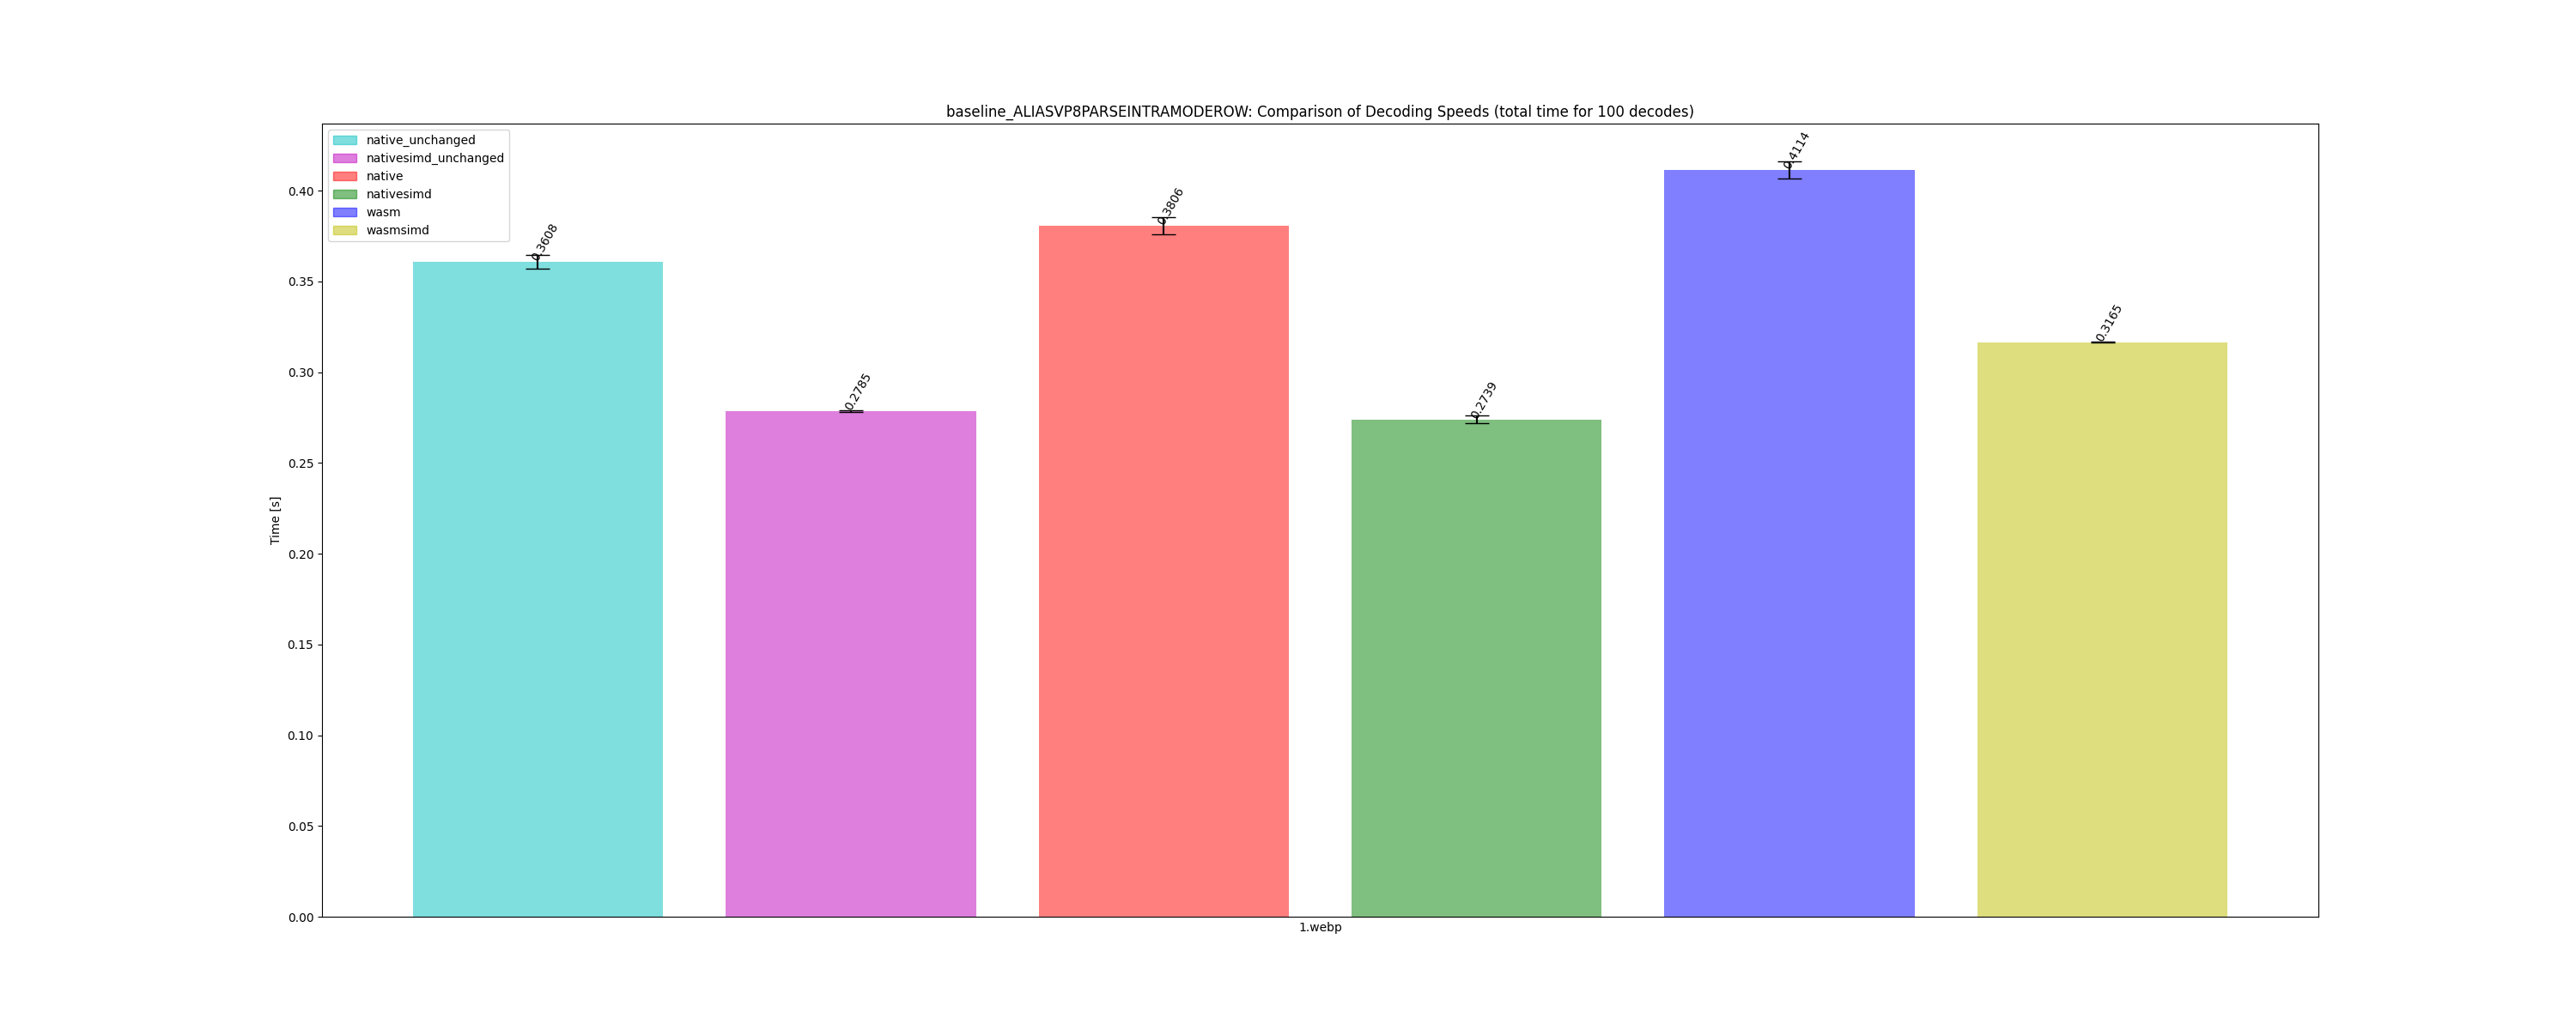 baseline_ALIASVP8PARSEINTRAMODEROW: Comparison of Decoding Speeds (total time for 100 decodes)
native_unchanged
nativesimd_unchanged
native
nativesimd
wasm
wasmsimd
0.3608
0.2785
0.3806
0.2739
0.4114
0.3165
Time [s]
0.40
0.35
0.30
0.25
0.20
0.15
0.10
0.05
0.00
1.webp